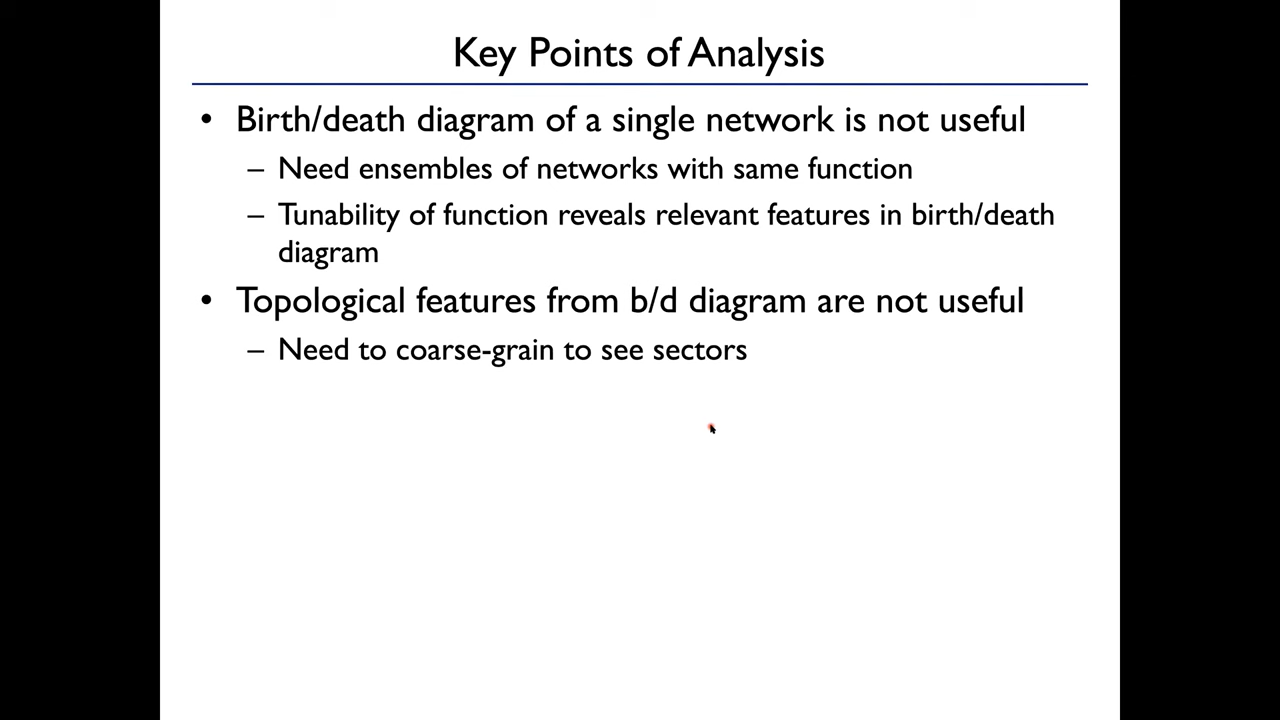 Key Points of Analysis
• Birth/death diagram of a single network is not useful
– Need ensembles of networks with same function
– Tunability of function reveals relevant features in birth/death
diagram
• Topological features from b/d diagram are not useful
– Need to coarse-grain to see sectors